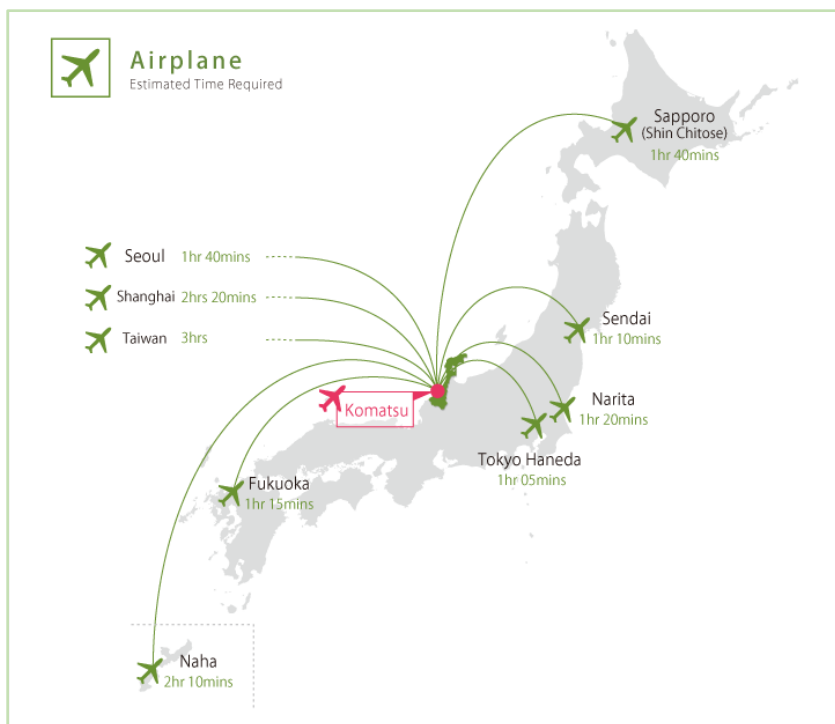 Airplane
Estimated Time Required
Sapporo
(Shin Chitose)
1hr 40mins
Seoul 1hr 40mins
Shanghai 2hrs 20mins
Taiwan 3hrs
Sendai
1hr 10mins
Komatsu
Narita
1hr 20mins
Tokyo Haneda
1hr 05mins
Fukuoka
1hr 15mins
Naha
2hr 10mins